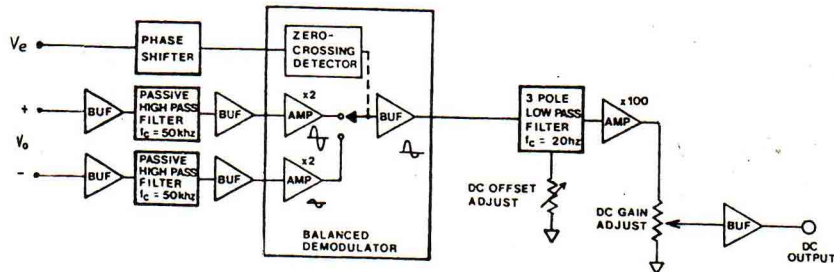 Ve
PHASE
SHIFTER
ZERO-
CROSSING
DETECTOR
+
BUF
PASSIVE
HIGH PASS
FILTER
fc = 50khz
BUF
x2
AMP
BUF
3 POLE
LOW PASS
FILTER
fc = 20hz
x100
AMP
Vo
-
BUF
PASSIVE
HIGH PASS
FILTER
fc = 50khz
BUF
x2
AMP
BALANCED
DEMODULATOR
DC OFFSET
ADJUST
DC GAIN
ADJUST
BUF
DC
OUTPUT